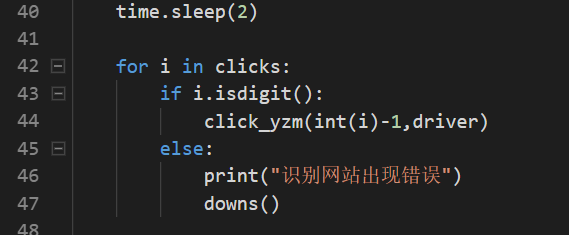 40 time.sleep(2)
41
42 for i in clicks:
43 if i.isdigit():
44 click_yzm(int(i)-1,driver)
45 else:
46 print("识别网站出现错误")
47 downs()
48